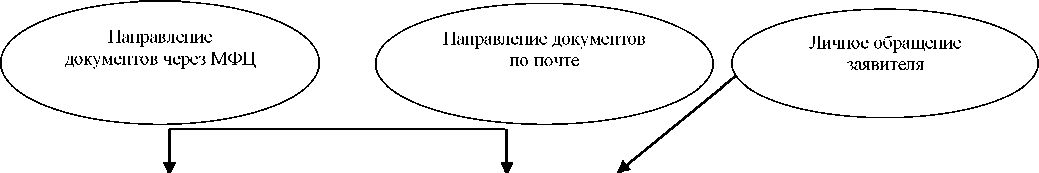 Направление
документов через МФЦ
Направление документов
по почте
Личное обращение
заявителя